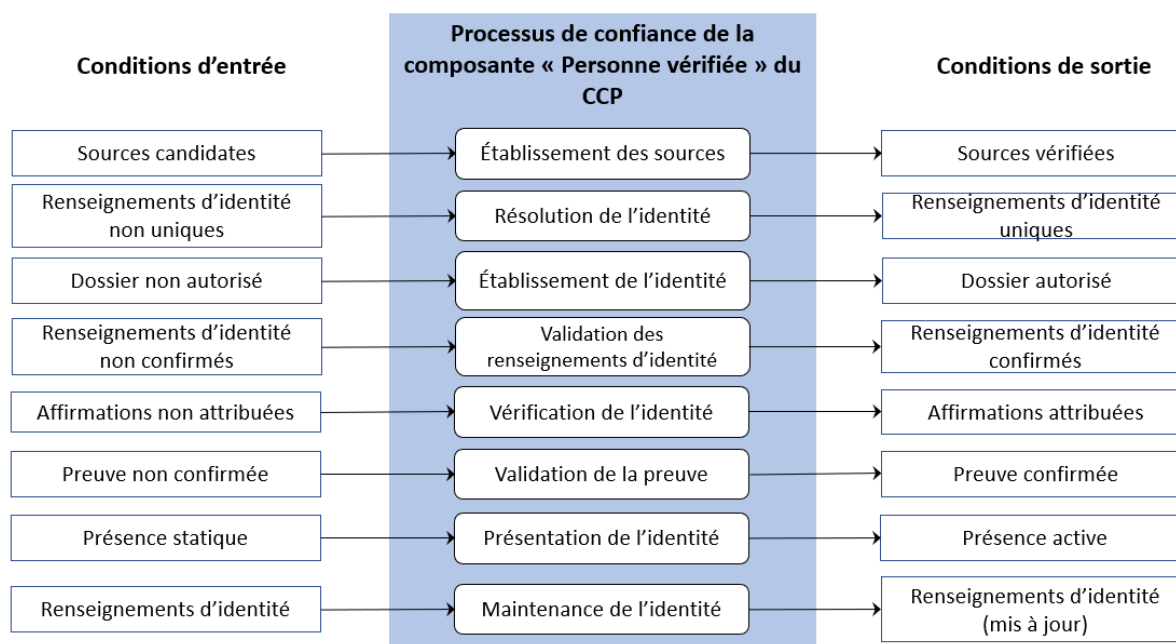 Conditions d’entrée
Processus de confiance de la
composante « Personne vérifiée » du
CCP
Conditions de sortie
Sources candidates
Établissement des sources
Sources vérifiées
Renseignements d’identité
non uniques
Résolution de l’identité
Renseignements d’identité
uniques
Dossier non autorisé
Établissement de l’identité
Dossier autorisé
Renseignements d’identité
non confirmés
Validation des
renseignements d’identité
Renseignements d’identité
confirmés
Affirmations non attribuées
Vérification de l’identité
Affirmations attribuées
Preuve non confirmée
Validation de la preuve
Preuve confirmée
Présence statique
Présentation de l’identité
Présence active
Renseignements d’identité
Maintenance de l’identité
Renseignements d’identité
(mis à jour)